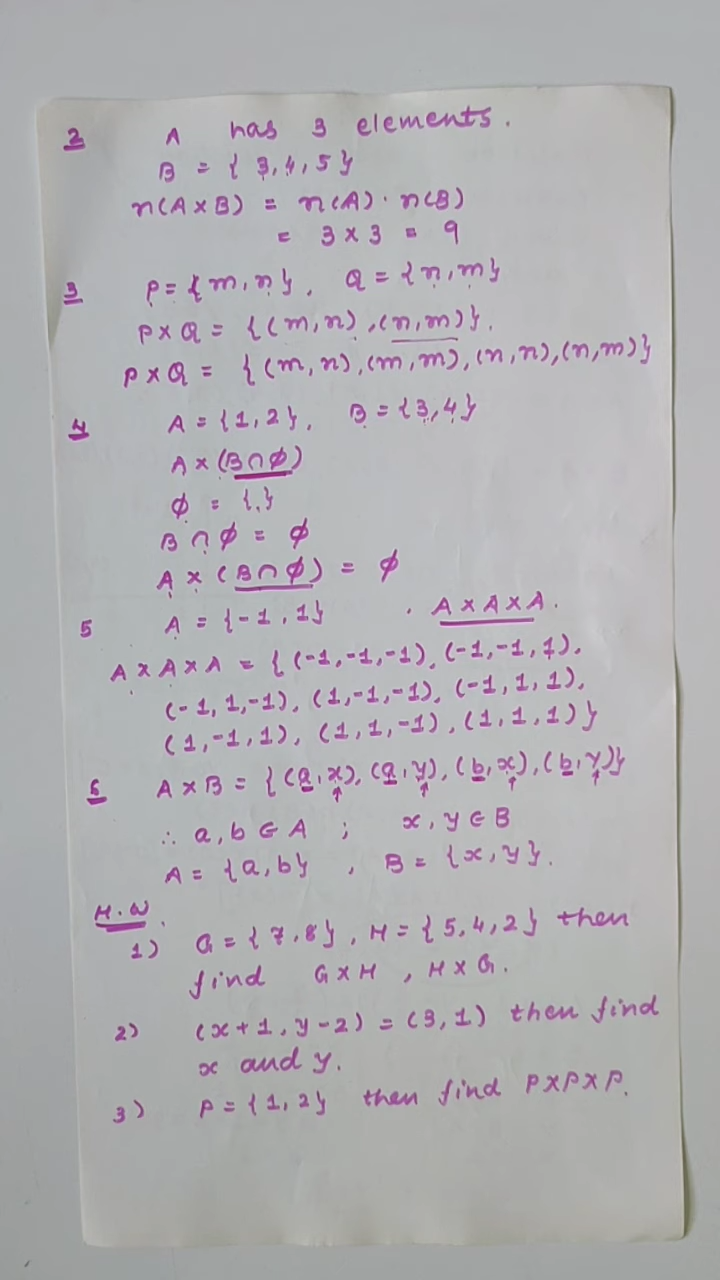 2 A has 3 elements.
B = { 3, 4, 5 }
n(A × B) = n(A) · n(B)
= 3 × 3 = 9
3 P = { m, n }, Q = { n, m }
P × Q = { (m, n), (n, m) }.
P × Q = { (m, n), (m, m), (n, n), (n, m) }
4 A = { 1, 2 }, B = { 3, 4 }
A × (B ∩ ϕ)
ϕ = { . }
B ∩ ϕ = ϕ
A × (B ∩ ϕ) = ϕ
5 A = { -1, 1 } . A × A × A.
A × A × A = { (-1, -1, -1), (-1, -1, 1),
(-1, 1, -1), (1, -1, -1), (-1, 1, 1),
(1, -1, 1), (1, 1, -1), (1, 1, 1) }
6 A × B = { (a, x), (a, y), (b, x), (b, y) }
∴ a, b ∈ A ; x, y ∈ B
A = { a, b } , B = { x, y }.
H.W.
1) G = { 7, 8 }, H = { 5, 4, 2 } then
find G × H , H × G.
2) (x + 1, y - 2) = (3, 1) then find
x and y.
3) P = { 1, 2 } then find P × P × P.